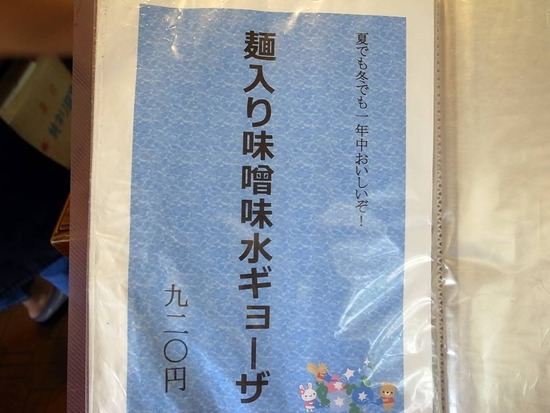 夏でも冬でも一年中おいしいぞ！
麺入り味噌味水ギョーザ
九二〇円